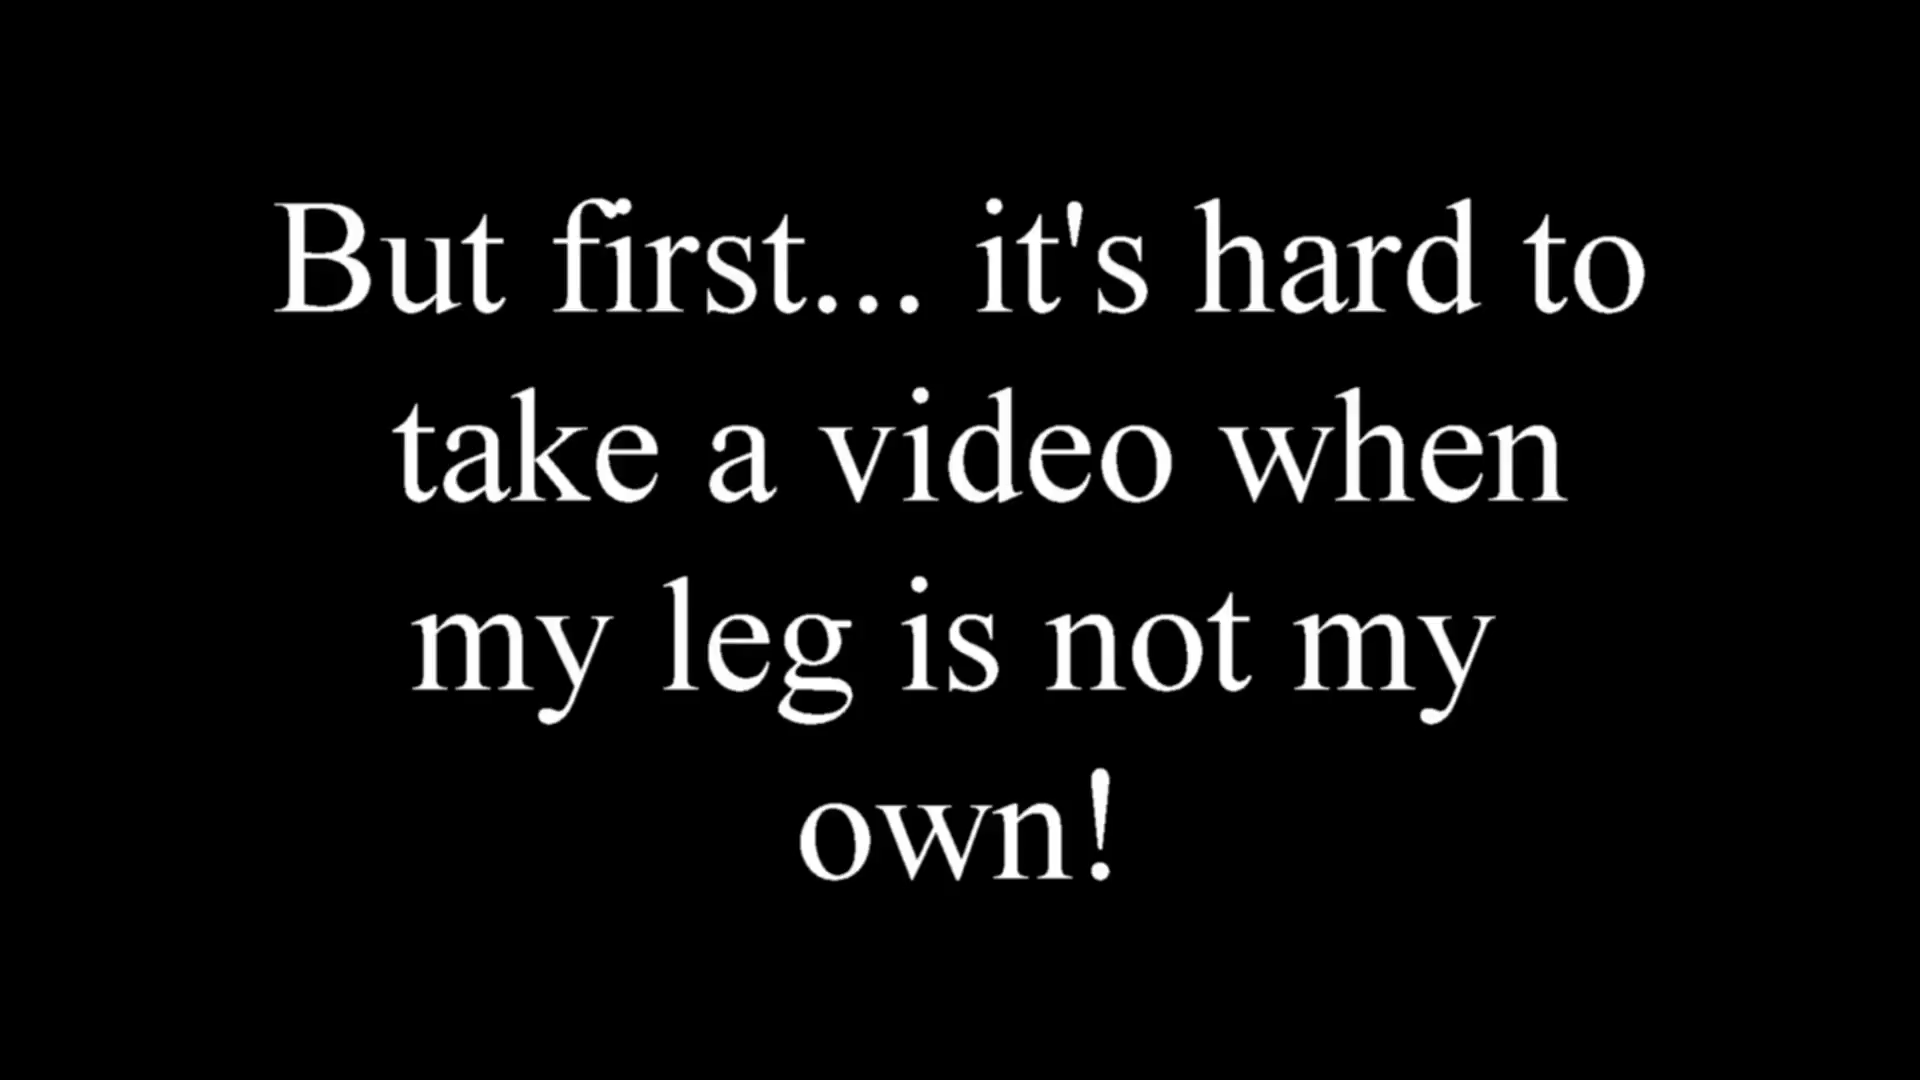 But first... it's hard to
take a video when
my leg is not my
own!